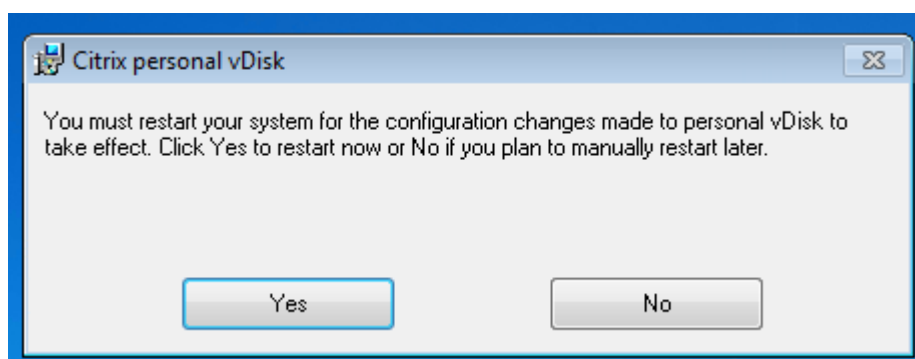 Citrix personal vDisk
You must restart your system for the configuration changes made to personal vDisk to
take effect. Click Yes to restart now or No if you plan to manually restart later.
Yes
No